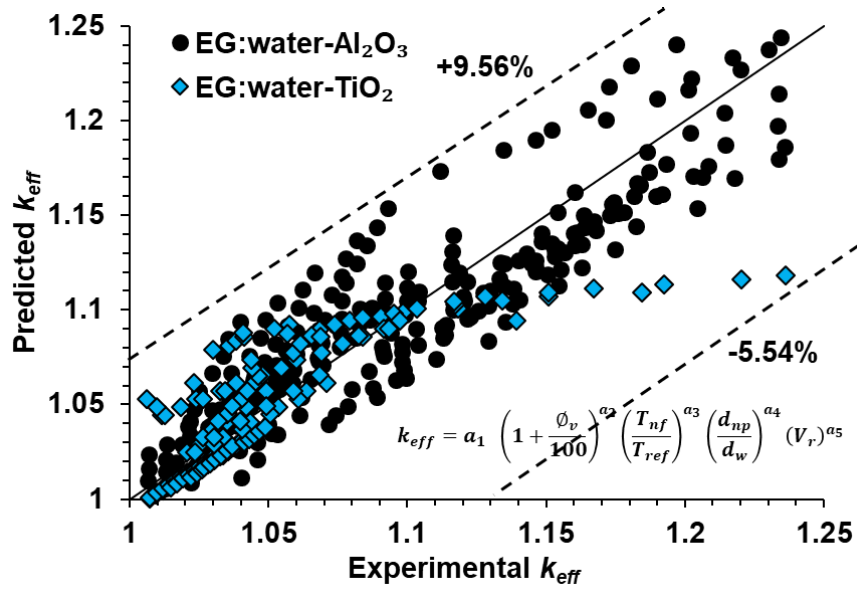 1.25
1.2
1.15
1.1
1.05
1
Predicted k_eff
EG:water-Al₂O₃
EG:water-TiO₂
+9.56%
-5.54%
k_eff = a₁ (1 + ∅_v/100)^a₂ (T_nf/T_ref)^a₃ (d_np/d_w)^a₄ (V_r)^a₅
1 1.05 1.1 1.15 1.2 1.25
Experimental k_eff